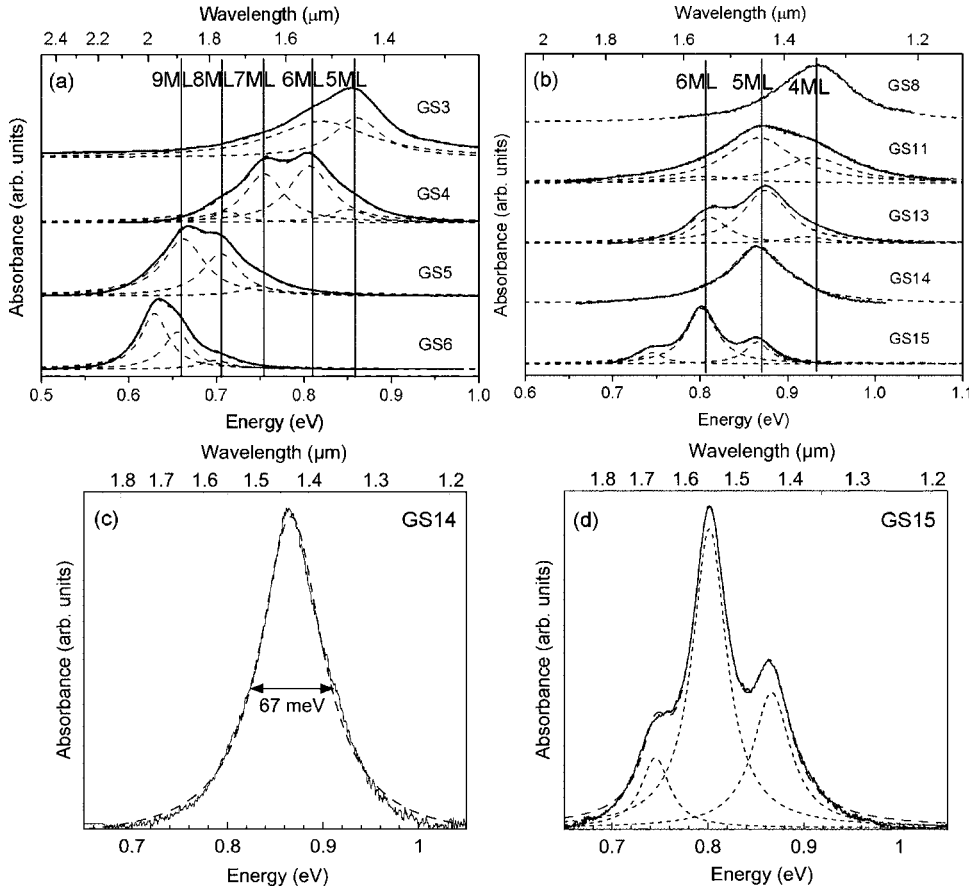 Wavelength (μm)
2.4 2.2 2 1.8 1.6 1.4
(a)
9ML 8ML 7ML 6ML 5ML
GS3
GS4
GS5
GS6
Absorbance (arb. units)
0.5 0.6 0.7 0.8 0.9 1.0
Energy (eV)
Wavelength (μm)
2 1.8 1.6 1.4 1.2
(b)
6ML 5ML 4ML
GS8
GS11
GS13
GS14
GS15
Absorbance (arb. units)
0.6 0.7 0.8 0.9 1.0 1.1
Energy (eV)
Wavelength (μm)
1.8 1.7 1.6 1.5 1.4 1.3 1.2
(c)
GS14
67 meV
Absorbance (arb. units)
0.7 0.8 0.9 1
Energy (eV)
Wavelength (μm)
1.8 1.7 1.6 1.5 1.4 1.3 1.2
(d)
GS15
Absorbance (arb. units)
0.7 0.8 0.9 1
Energy (eV)